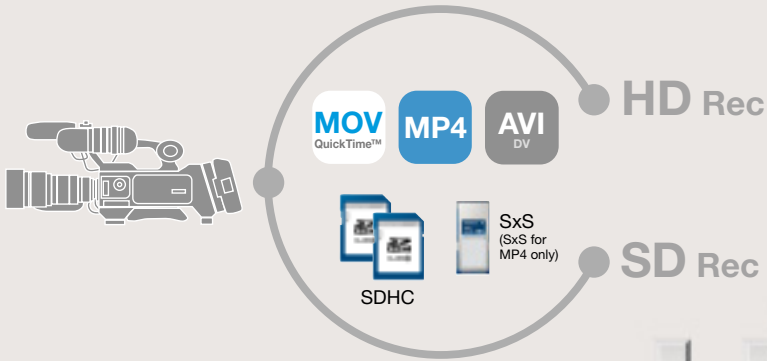 MOV
QuickTime™
MP4
AVI
DV
HD Rec
SxS
(SxS for
MP4 only)
SDHC
SD Rec